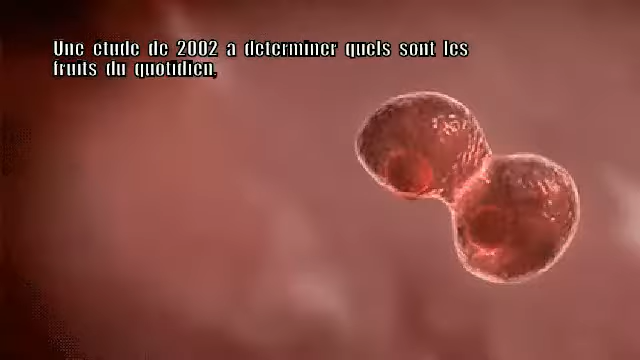 Une etude de 2002 a determiner quels sont les
fruits du quotidien,